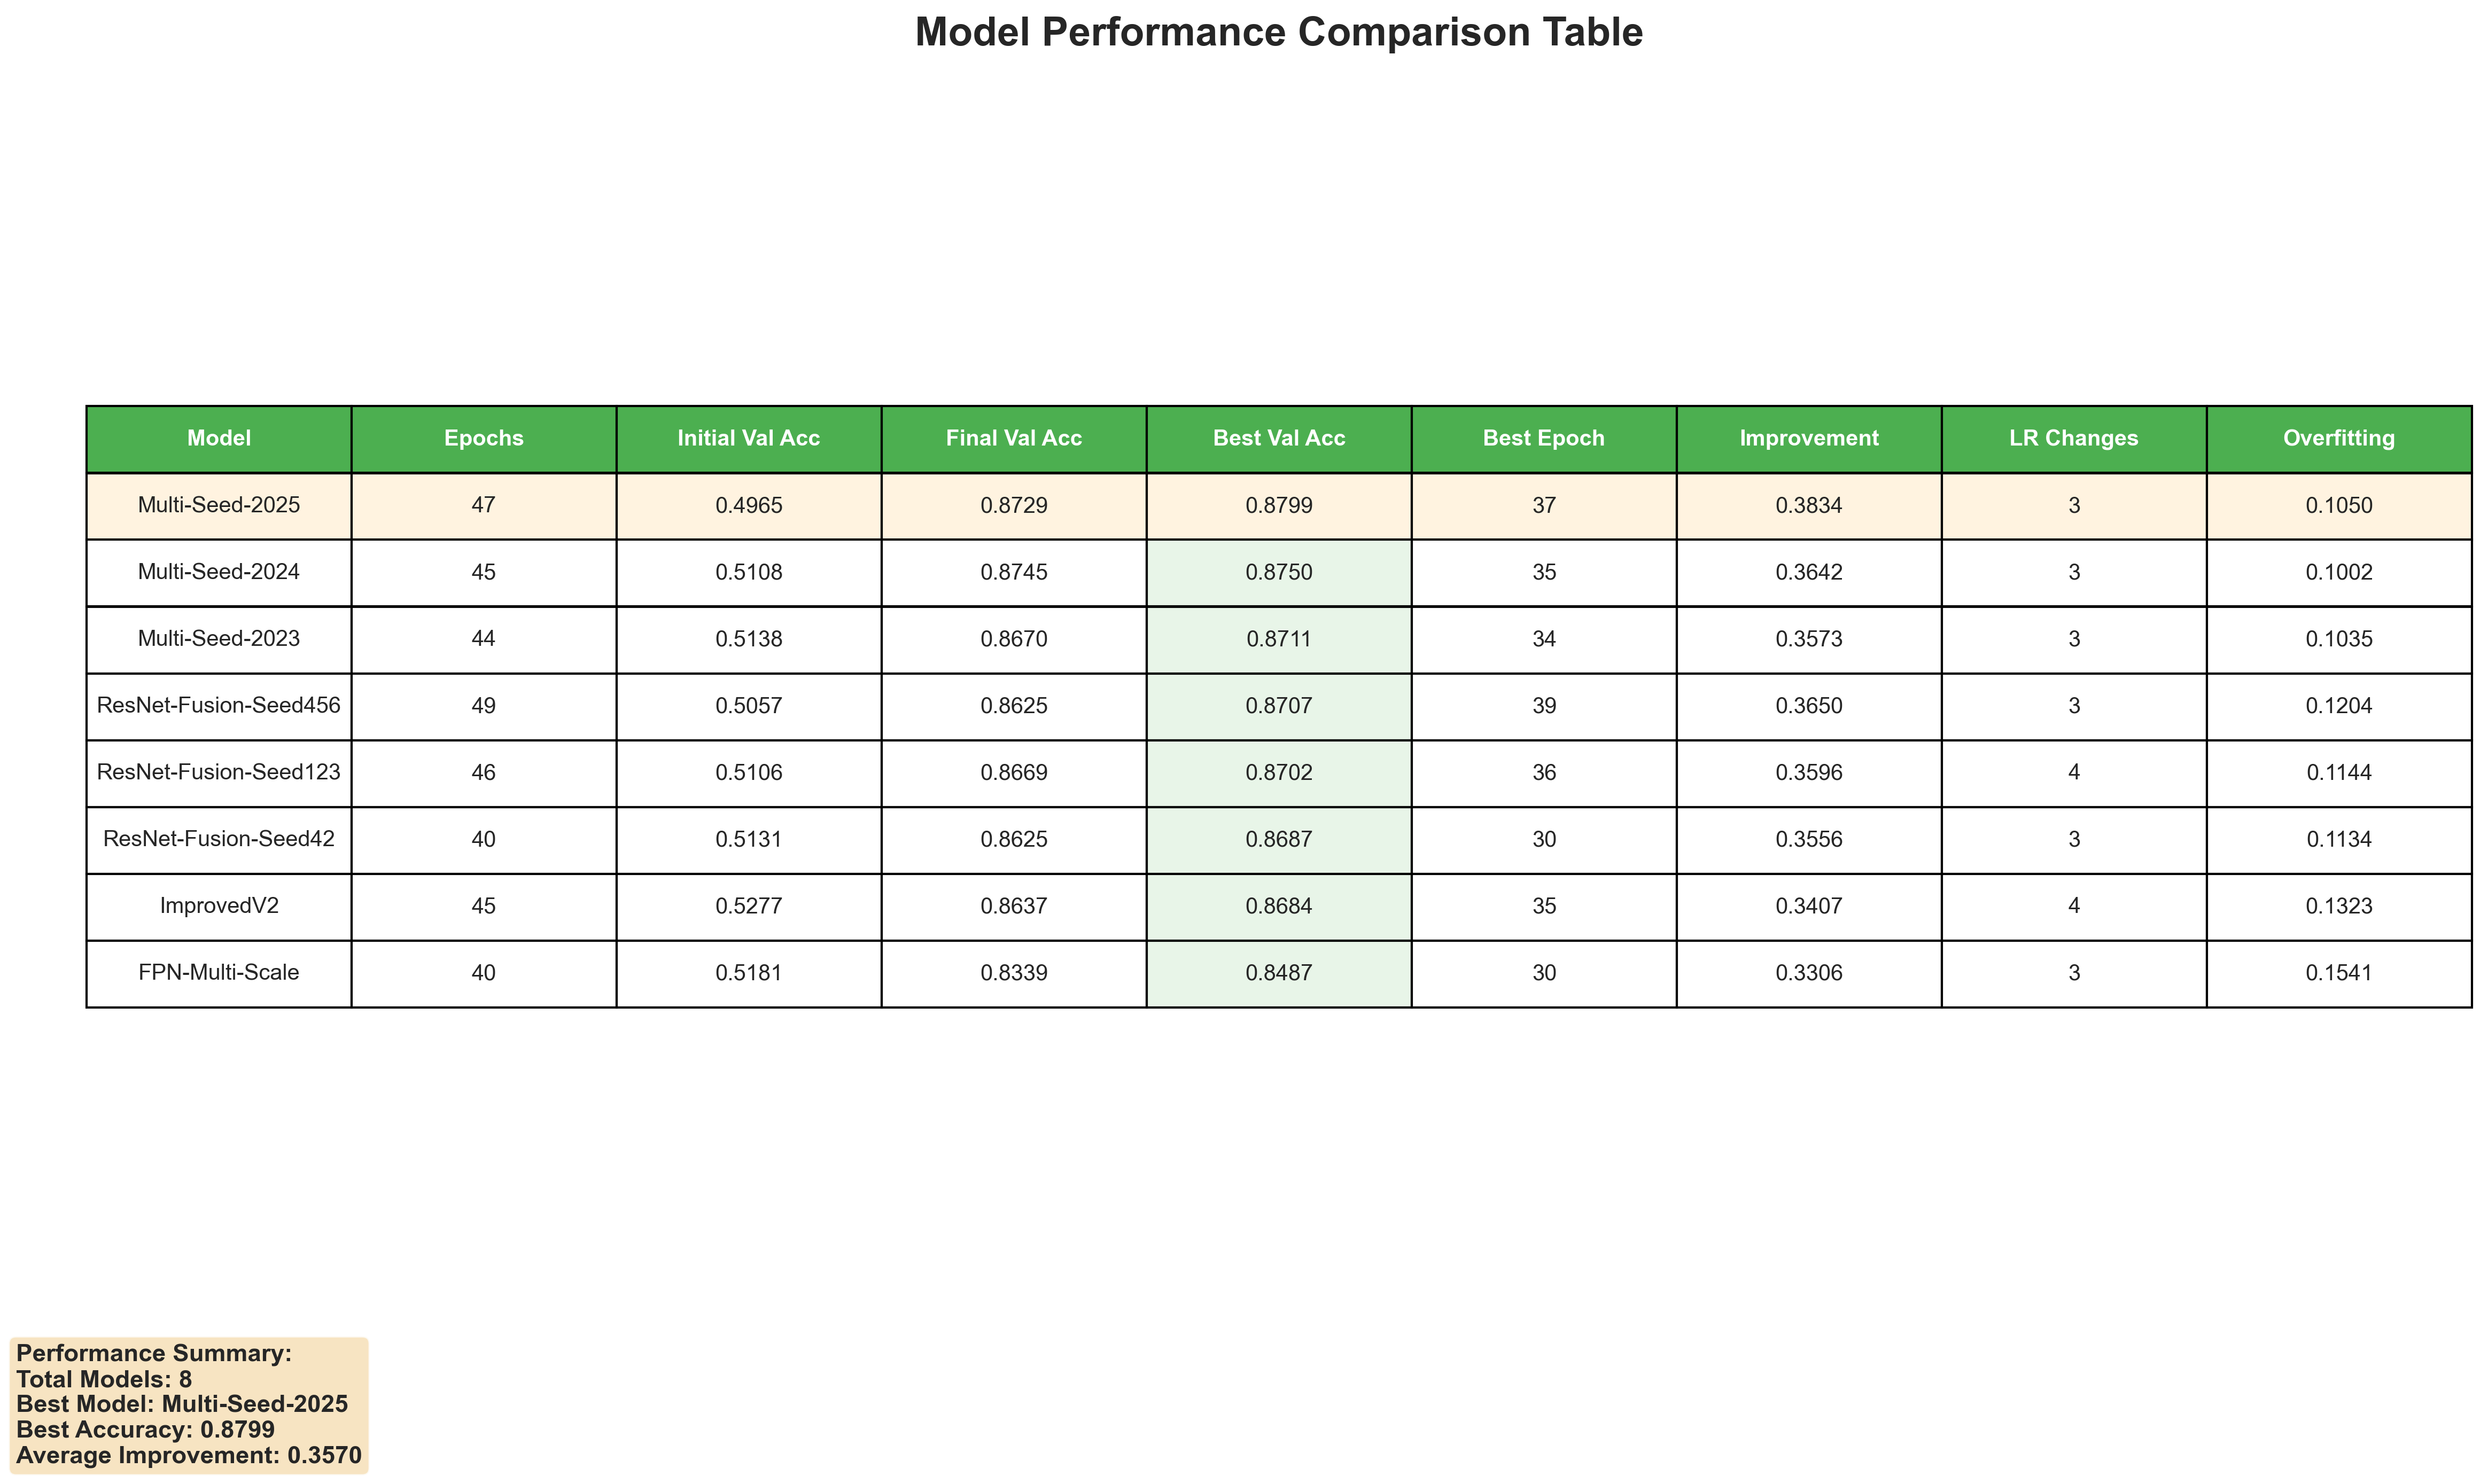 Model Performance Comparison Table
Model Epochs Initial Val Acc Final Val Acc Best Val Acc Best Epoch Improvement LR Changes Overfitting
Multi-Seed-2025 47 0.4965 0.8729 0.8799 37 0.3834 3 0.1050
Multi-Seed-2024 45 0.5108 0.8745 0.8750 35 0.3642 3 0.1002
Multi-Seed-2023 44 0.5138 0.8670 0.8711 34 0.3573 3 0.1035
ResNet-Fusion-Seed456 49 0.5057 0.8625 0.8707 39 0.3650 3 0.1204
ResNet-Fusion-Seed123 46 0.5106 0.8669 0.8702 36 0.3596 4 0.1144
ResNet-Fusion-Seed42 40 0.5131 0.8625 0.8687 30 0.3556 3 0.1134
ImprovedV2 45 0.5277 0.8637 0.8684 35 0.3407 4 0.1323
FPN-Multi-Scale 40 0.5181 0.8339 0.8487 30 0.3306 3 0.1541
Performance Summary:
Total Models: 8
Best Model: Multi-Seed-2025
Best Accuracy: 0.8799
Average Improvement: 0.3570